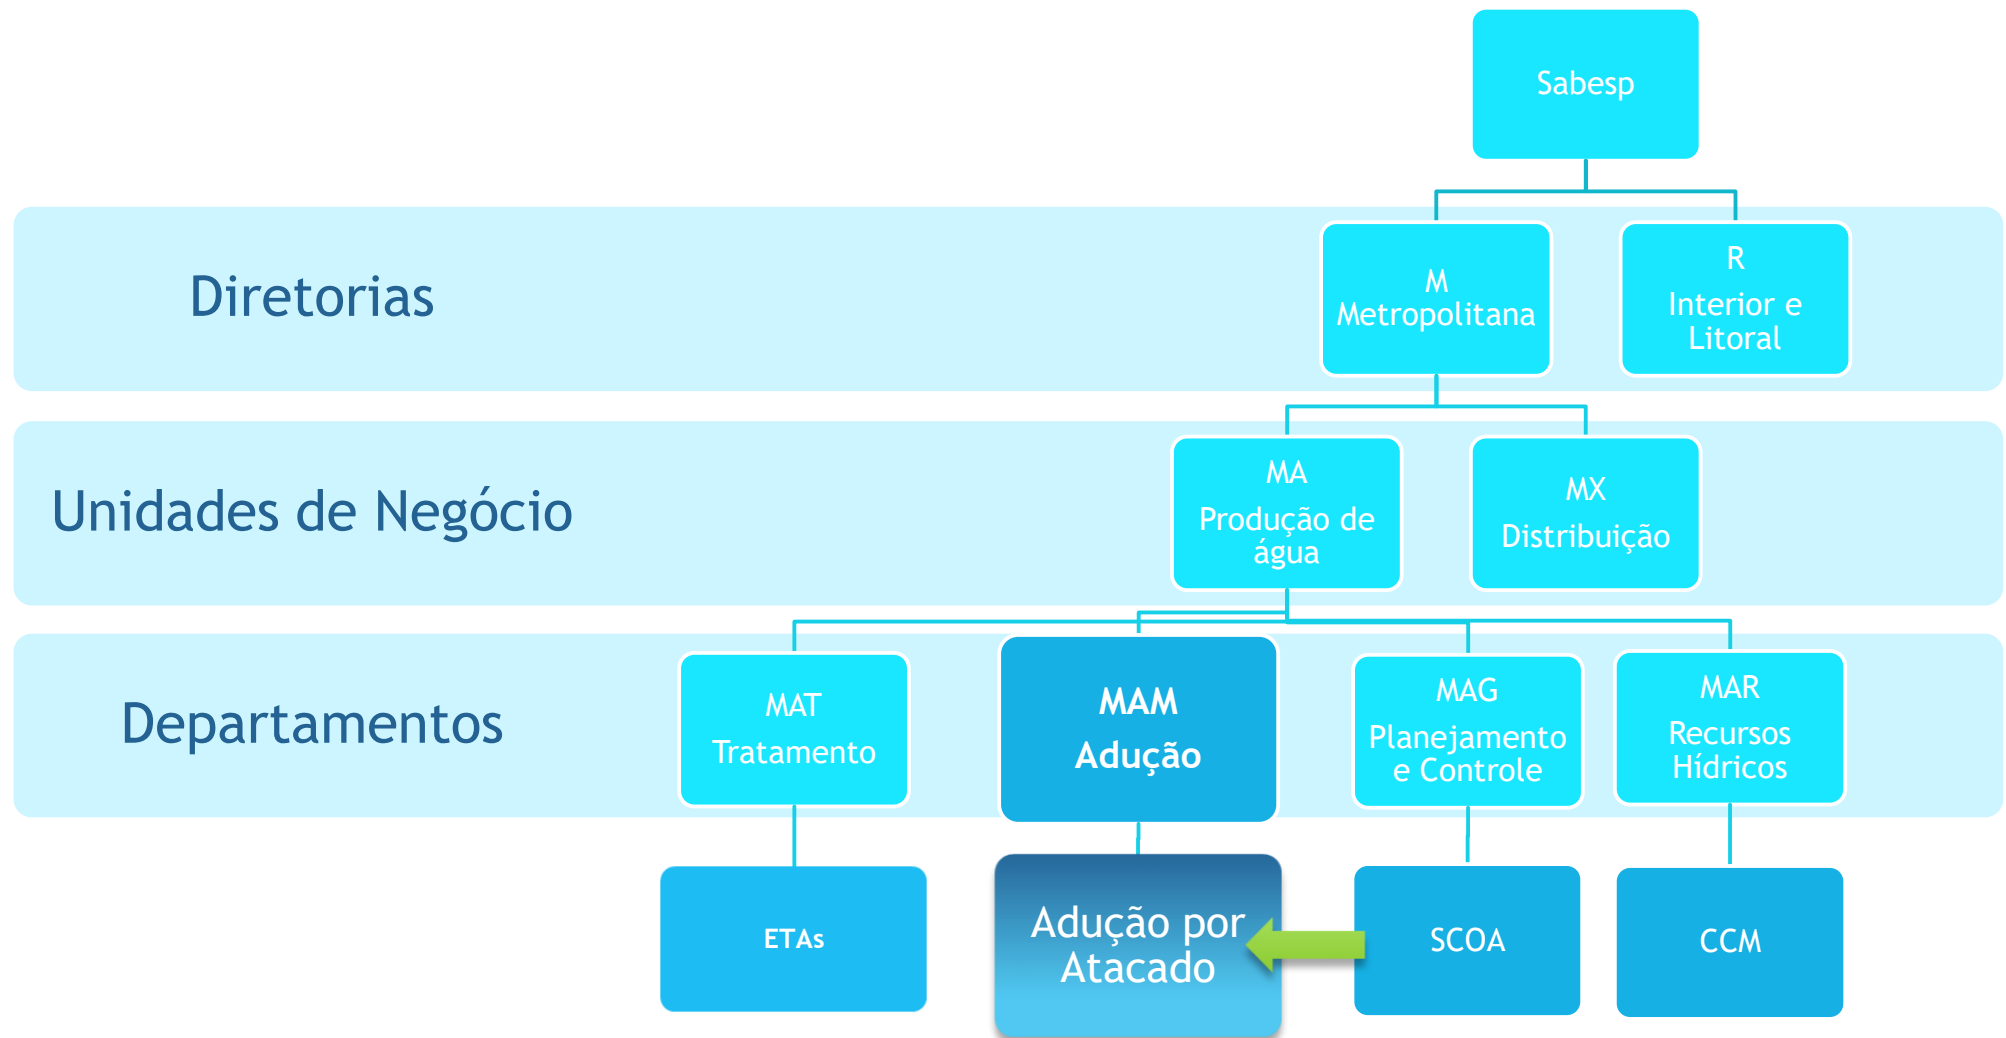 Sabesp
Diretorias
M
Metropolitana
R
Interior e
Litoral
Unidades de Negócio
MA
Produção de
água
MX
Distribuição
Departamentos
MAT
Tratamento
MAM
Adução
MAG
Planejamento
e Controle
MAR
Recursos
Hídricos
ETAs
Adução por
Atacado
SCOA
CCM